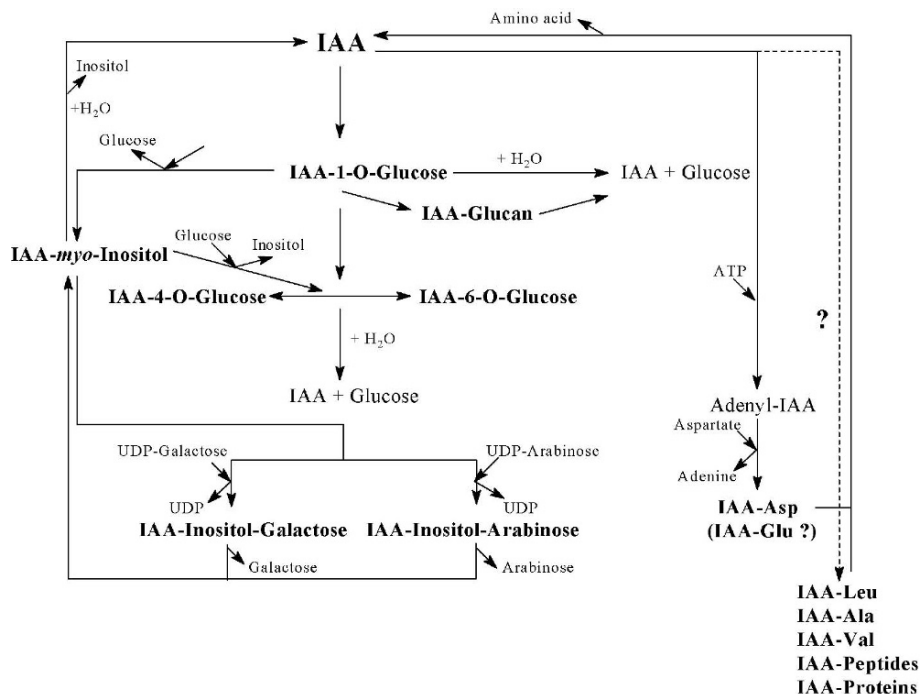 Amino acid
IAA
Inositol
+H₂O
Glucose
IAA-1-O-Glucose
+ H₂O
IAA + Glucose
IAA-Glucan
Glucose
Inositol
IAA-myo-Inositol
IAA-4-O-Glucose
IAA-6-O-Glucose
ATP
?
+ H₂O
IAA + Glucose
Adenyl-IAA
Aspartate
UDP-Galactose
UDP-Arabinose
Adenine
UDP
UDP
IAA-Asp
(IAA-Glu ?)
IAA-Inositol-Galactose
IAA-Inositol-Arabinose
Galactose
Arabinose
IAA-Leu
IAA-Ala
IAA-Val
IAA-Peptides
IAA-Proteins